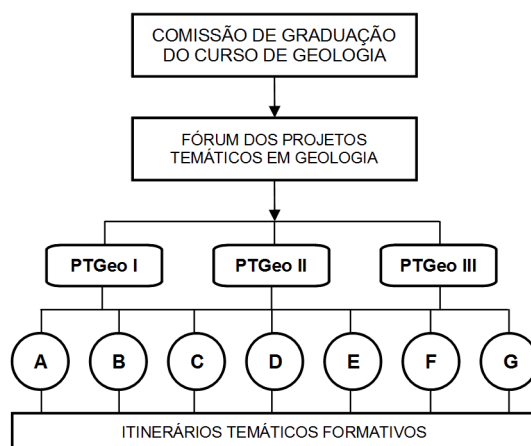 COMISSÃO DE GRADUAÇÃO
DO CURSO DE GEOLOGIA
FÓRUM DOS PROJETOS
TEMÁTICOS EM GEOLOGIA
PTGeo I
PTGeo II
PTGeo III
A
B
C
D
E
F
G
ITINERÁRIOS TEMÁTICOS FORMATIVOS